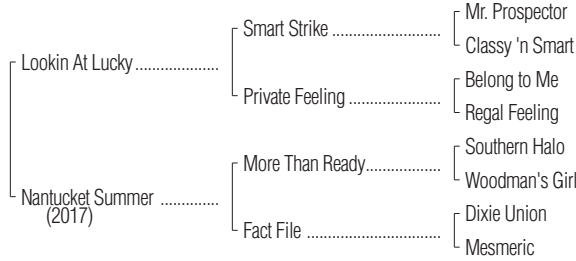 Mr. Prospector
Smart Strike ......................
Classy 'n Smart
Lookin At Lucky.................
Belong to Me
Private Feeling ...................
Regal Feeling
Southern Halo
More Than Ready...............
Woodman's Girl
Nantucket Summer ............
(2017)
Dixie Union
Fact File ...........................
Mesmeric